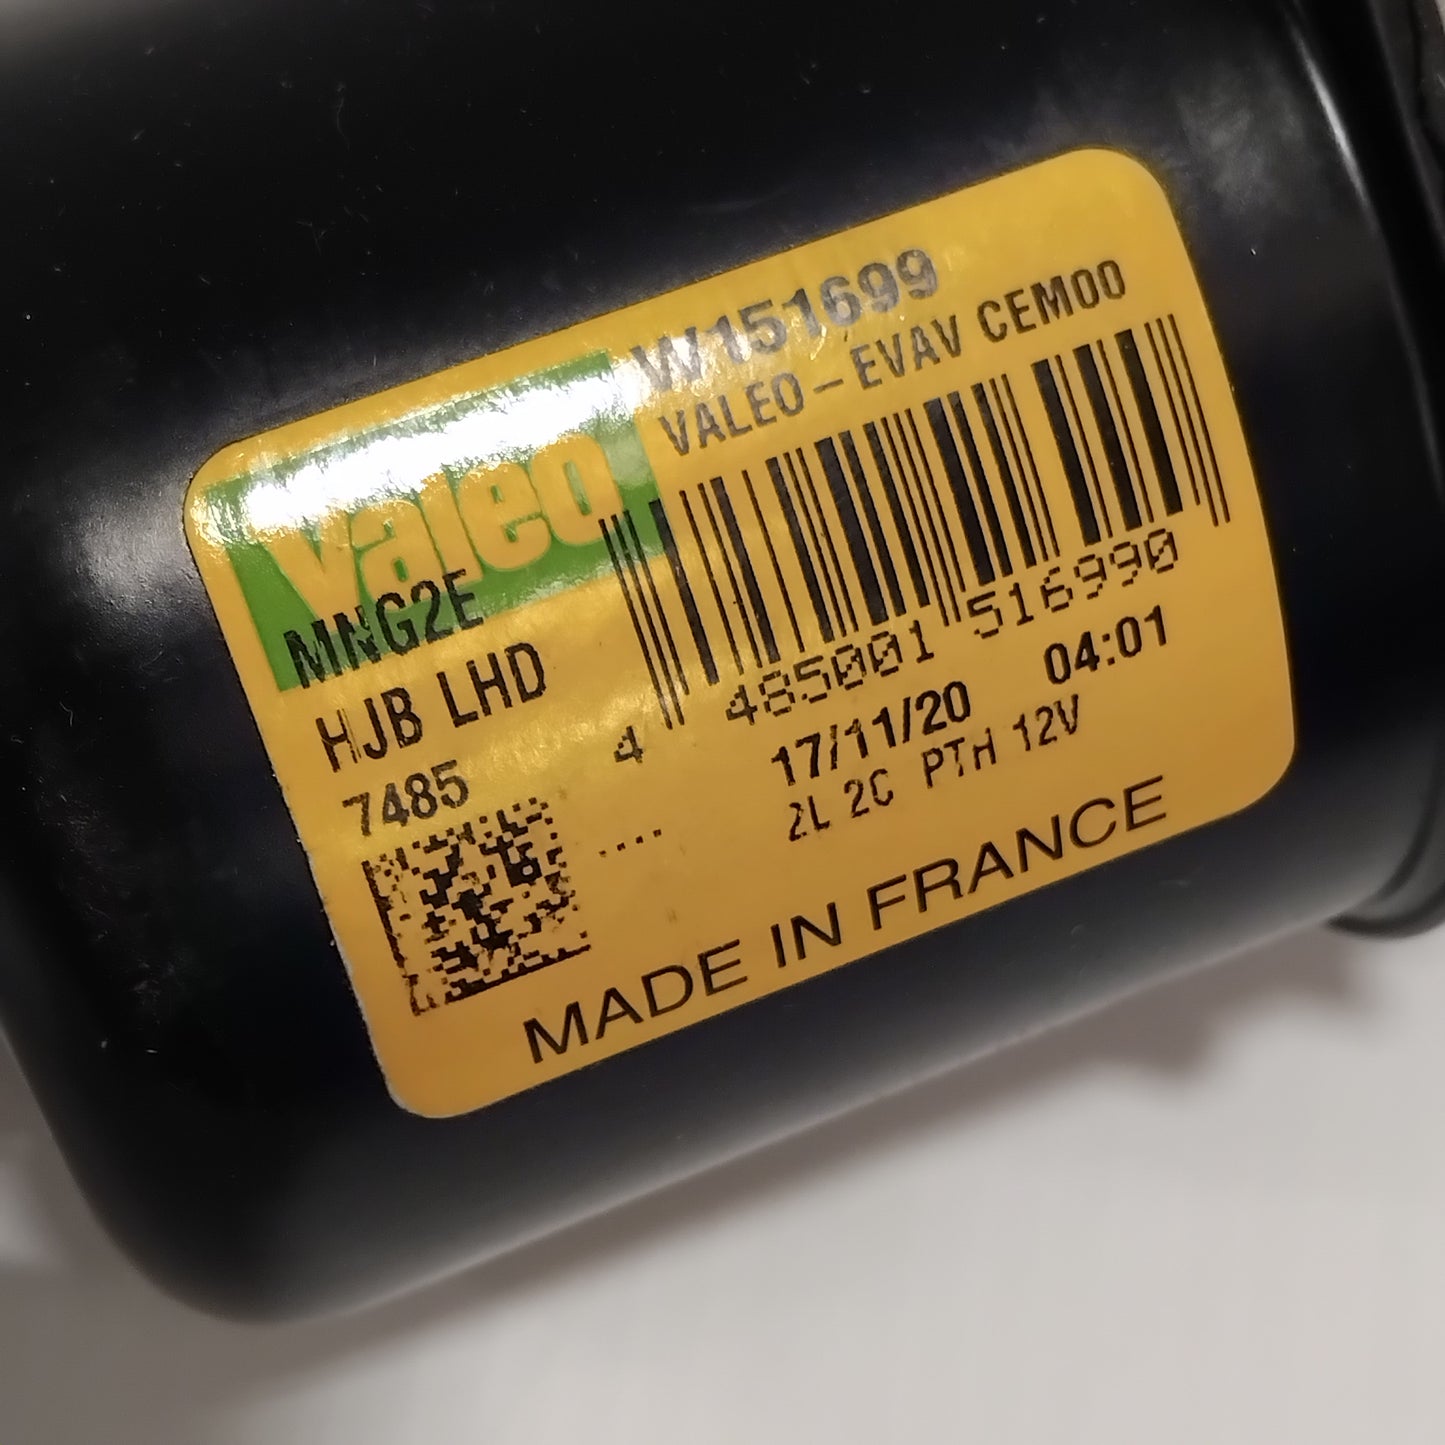 W151699
VALEO-EVAV CEM00
Valeo
MNG2E
HJB LHD
7485
4 485001 516990
17/11/20 04:01
2L 2C PTH 12V
....
MADE IN FRANCE